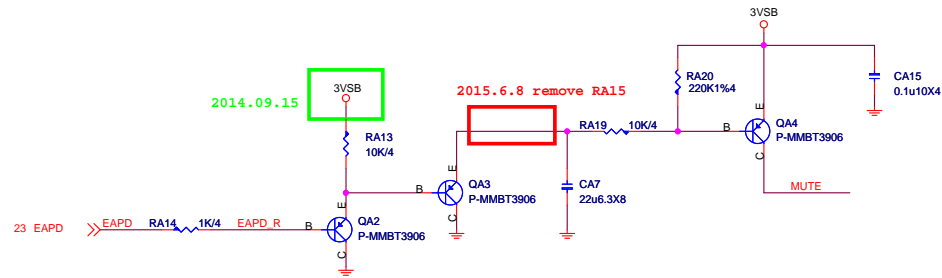 3VSB
2014.09.15
3VSB
2015.6.8 remove RA15
RA20
220K1%4
CA15
0.1u10X4
RA13
10K/4
RA19
10K/4
B
E
QA4
P-MMBT3906
C
B
E
QA3
P-MMBT3906
C
CA7
22u6.3X8
MUTE
23 EAPD
EAPD
RA14
1K/4
EAPD_R
B
E
QA2
P-MMBT3906
C